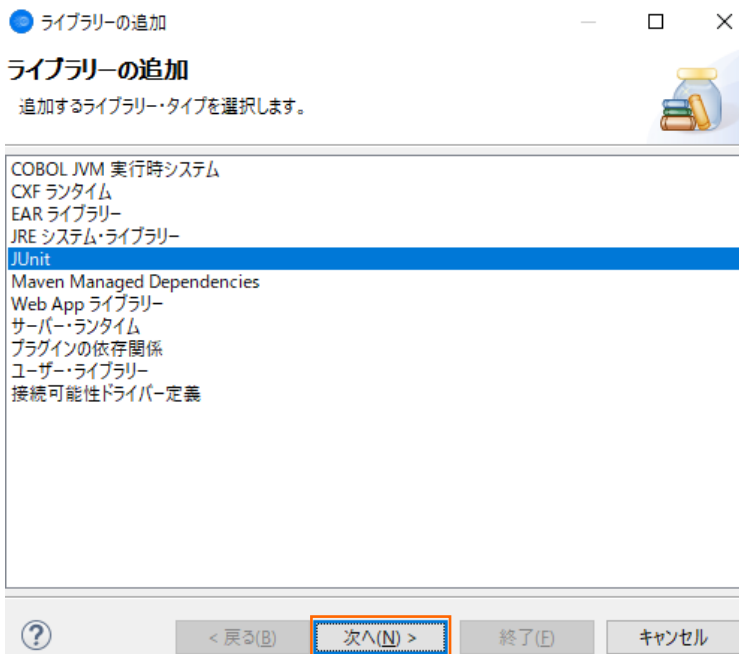 ライブラリーの追加
ライブラリーの追加
追加するライブラリー・タイプを選択します。
COBOL JVM 実行時システム
CXF ランタイム
EAR ライブラリー
JRE システム・ライブラリー
JUnit
Maven Managed Dependencies
Web App ライブラリー
サーバー・ランタイム
プラグインの依存関係
ユーザー・ライブラリー
接続可能性ドライバー定義
? < 戻る(B) 次へ(N) > 終了(F) キャンセル